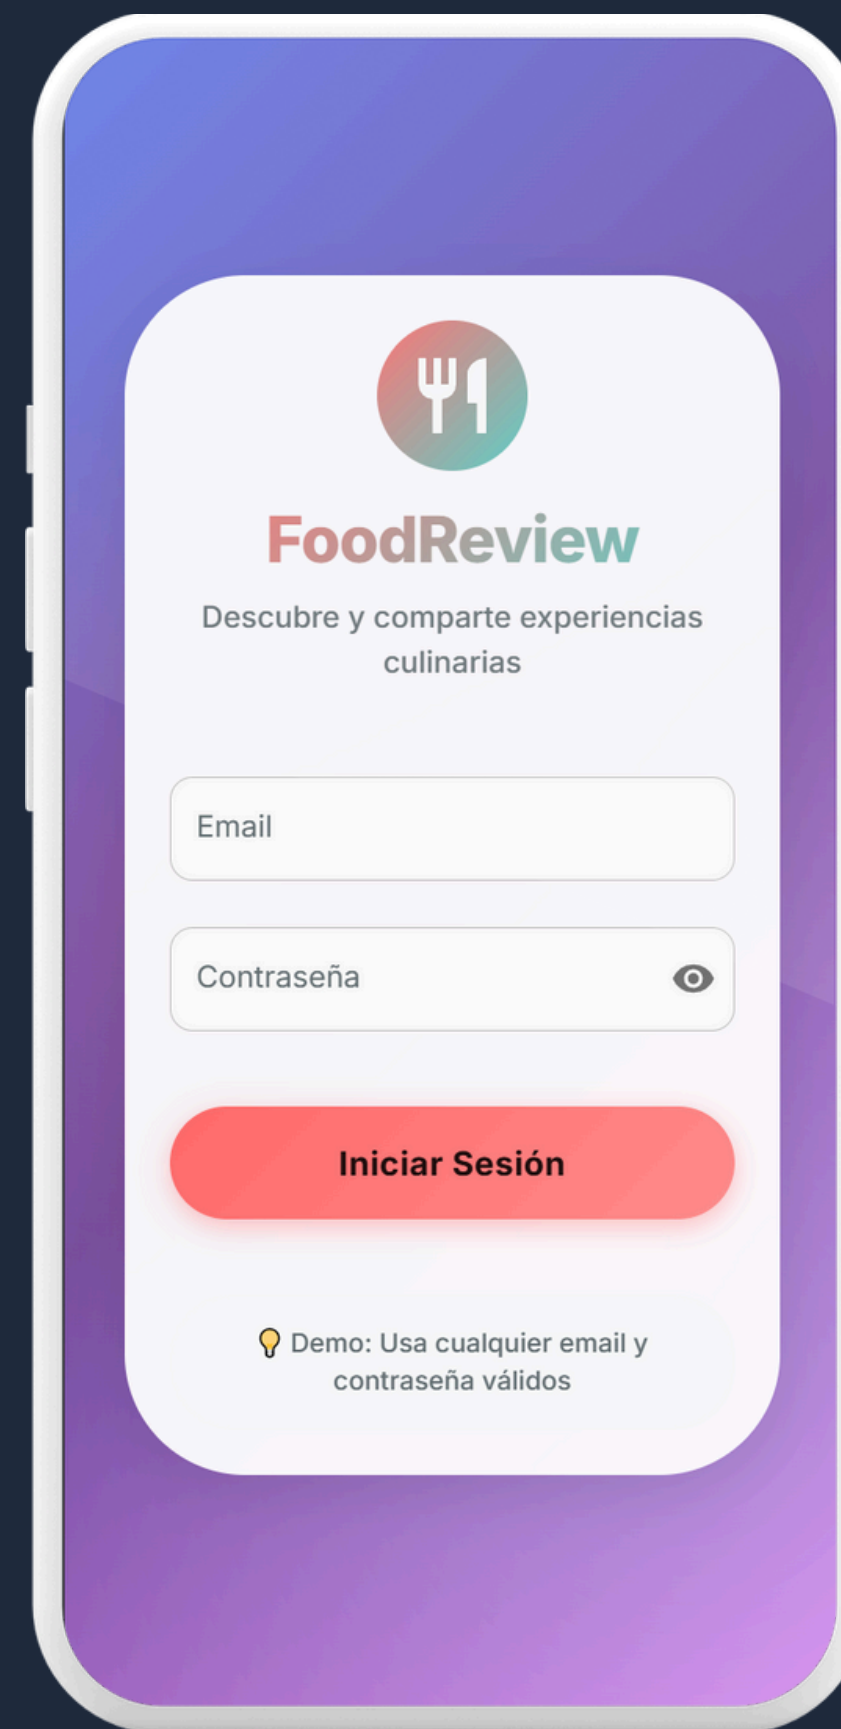 FoodReview
Descubre y comparte experiencias
culinarias
Email
Contraseña
Iniciar Sesión
💡 Demo: Usa cualquier email y
contraseña válidos